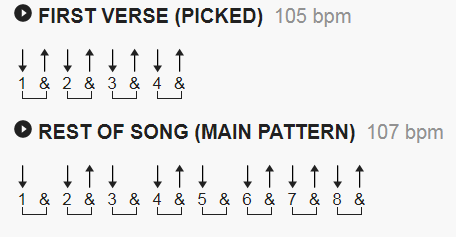 FIRST VERSE (PICKED) 105 bpm
1 & 2 & 3 & 4 &
REST OF SONG (MAIN PATTERN) 107 bpm
1 & 2 & 3 & 4 & 5 & 6 & 7 & 8 &